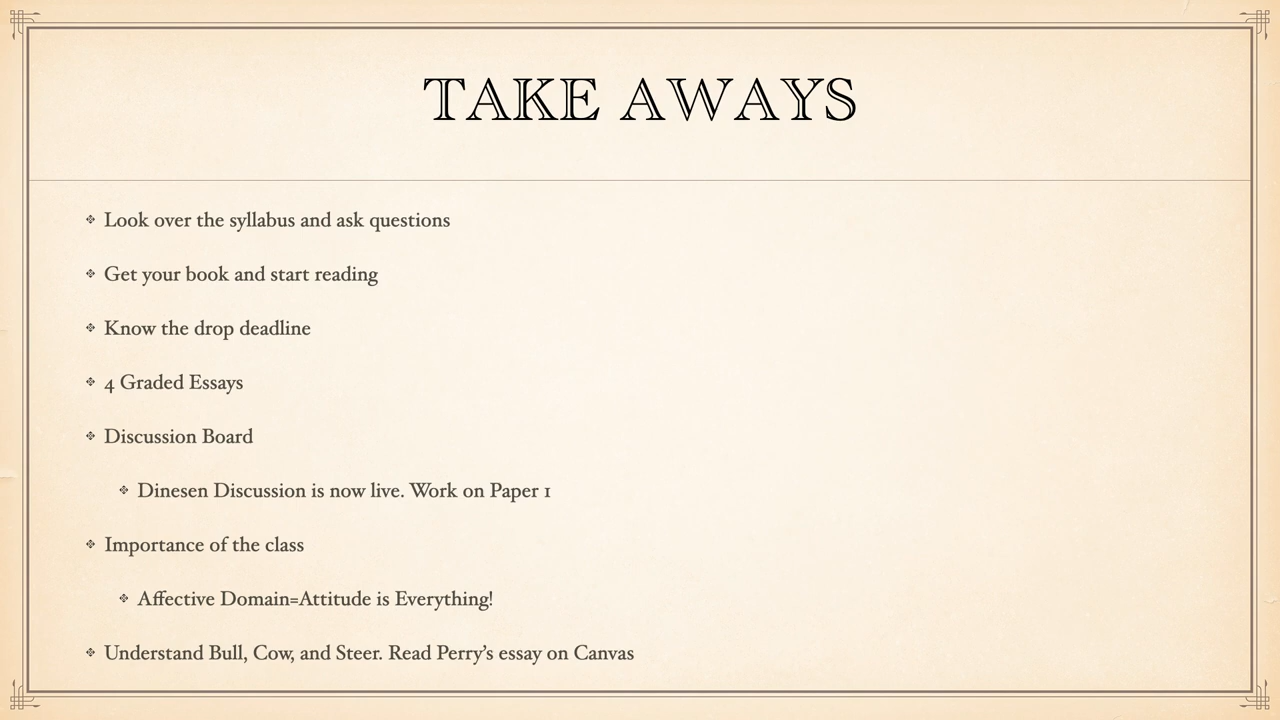 TAKE AWAYS
Look over the syllabus and ask questions
Get your book and start reading
Know the drop deadline
4 Graded Essays
Discussion Board
Dinesen Discussion is now live. Work on Paper 1
Importance of the class
Affective Domain=Attitude is Everything!
Understand Bull, Cow, and Steer. Read Perry’s essay on Canvas